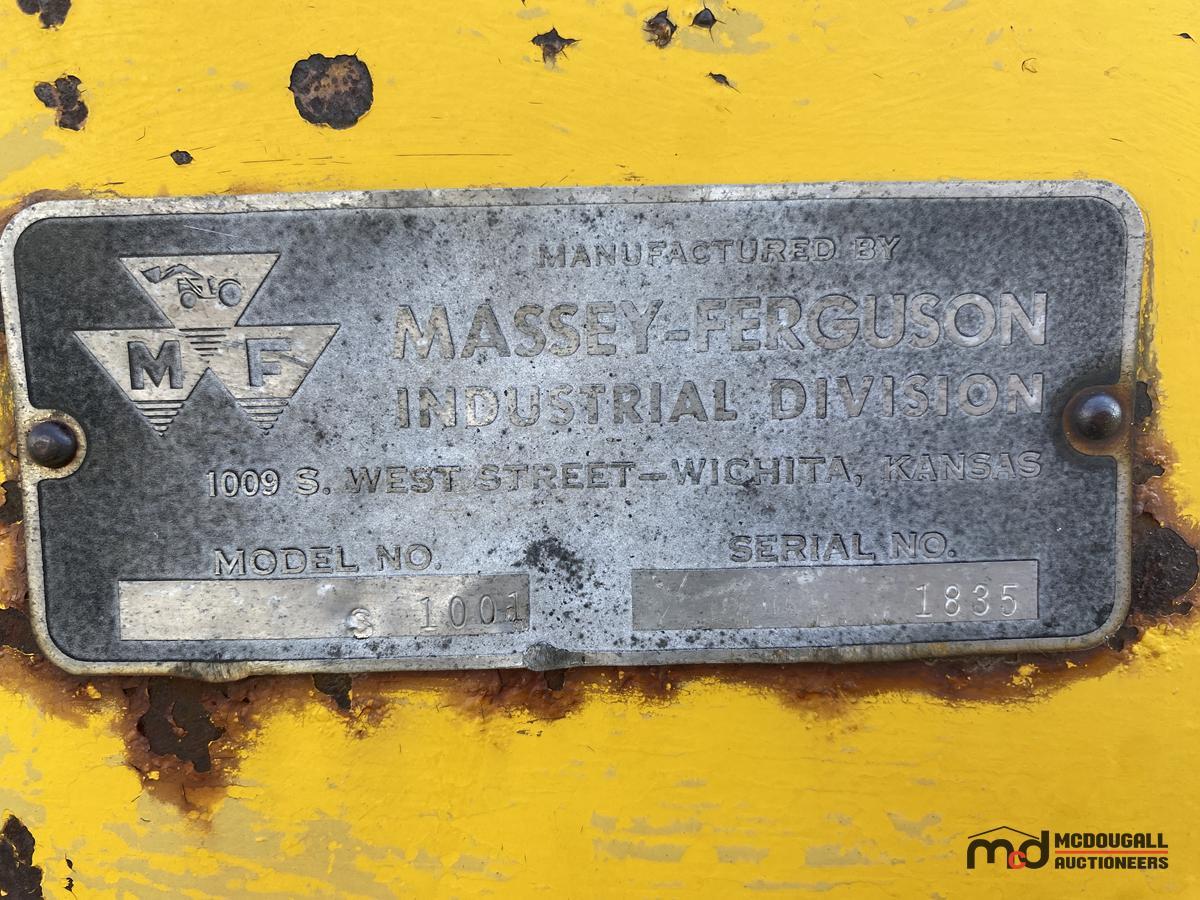 MANUFACTURED BY
M F
MASSEY-FERGUSON
INDUSTRIAL DIVISION
1009 S. WEST STREET-WICHITA, KANSAS
MODEL NO.
SERIAL NO.
S 1001
1835
mcd MCDOUGALL
AUCTIONEERS